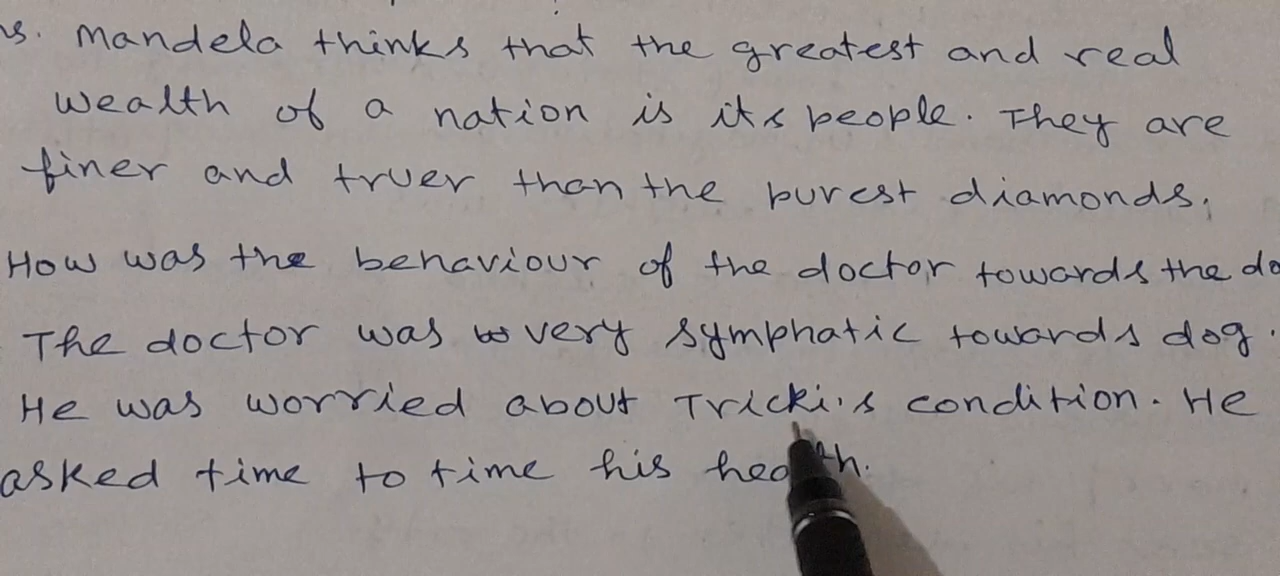 s. Mandela thinks that the greatest and real
wealth of a nation is its people. They are
finer and truer than the purest diamonds.
How was the behaviour of the doctor towards the do
The doctor was very symphatic towards dog.
He was worried about Tricki's condition. He
asked time to time his health.